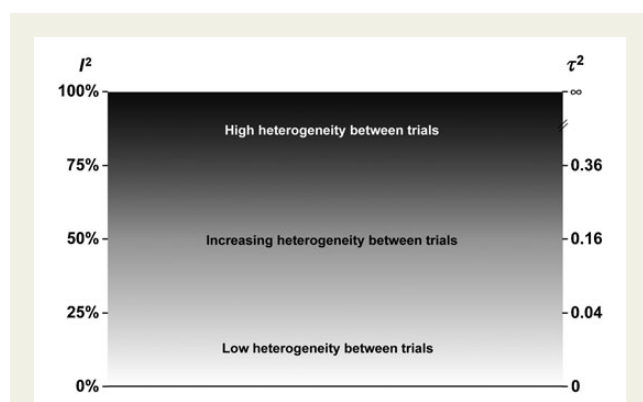 I² τ²
100% ∞
High heterogeneity between trials
75% 0.36
50% Increasing heterogeneity between trials 0.16
25% 0.04
Low heterogeneity between trials
0% 0